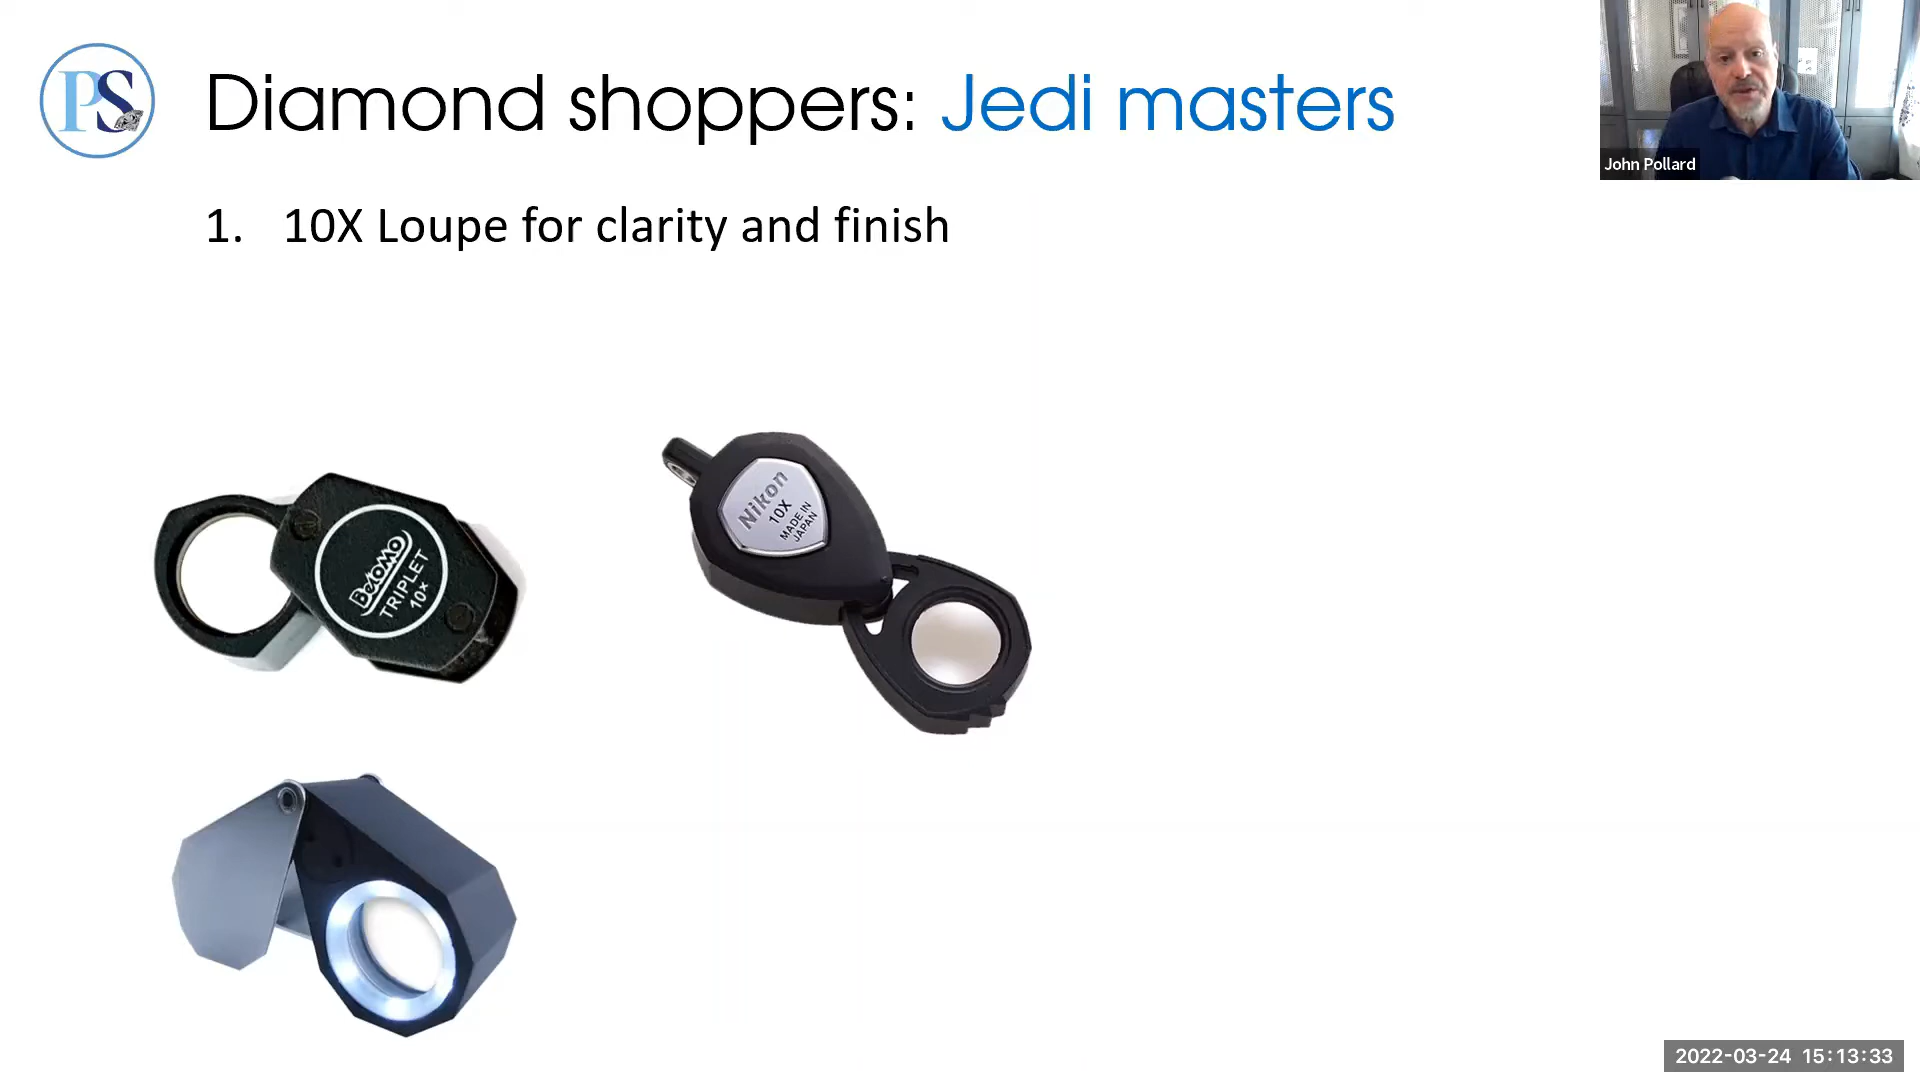 PS
Diamond shoppers: Jedi masters
John Pollard
1. 10X Loupe for clarity and finish
Nikon
10X
MADE IN
JAPAN
BelOMO
TRIPLET
10x
2022-03-24 15:13:33